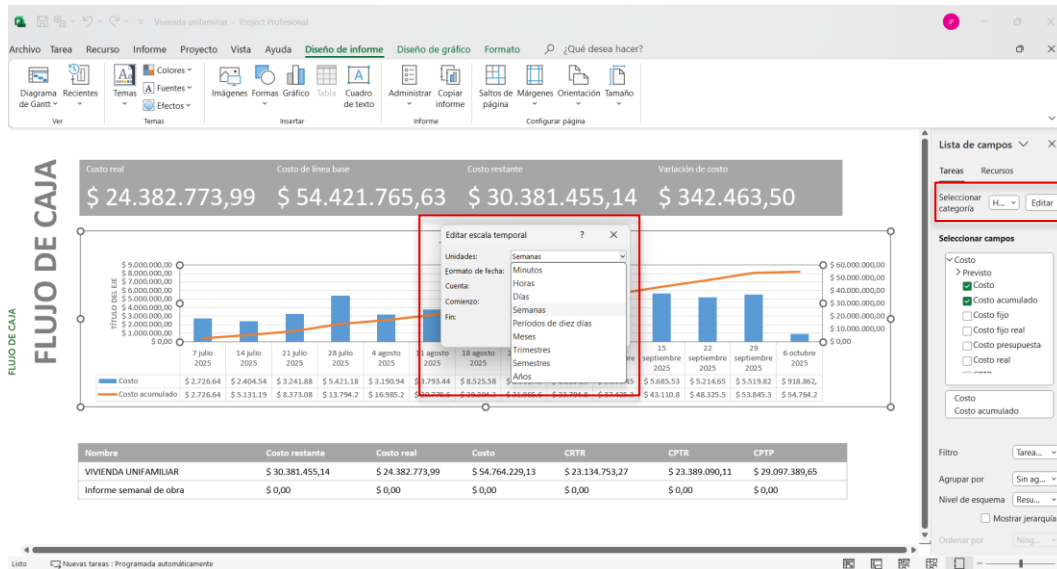 Vivienda unifamiliar - Project Profesional
JF
Archivo Tarea Recurso Informe Proyecto Vista Ayuda Diseño de informe Diseño de gráfico Formato ¿Qué desea hacer?
Diagrama de Gantt
Recientes
Temas
Colores
Fuentes
Efectos
Imágenes Formas Gráfico Tabla Cuadro de texto
Administrar Copiar informe
Saltos de página Márgenes Orientación Tamaño
Ver Temas Insertar Informe Configurar página
FLUJO DE CAJA
FLUJO DE CAJA
Costo real Costo de línea base Costo restante Variación de costo
$ 24.382.773,99 $ 54.421.765,63 $ 30.381.455,14 $ 342.463,50
TÍTULO DEL EJE
$ 9.000.000,00
$ 8.000.000,00
$ 7.000.000,00
$ 6.000.000,00
$ 5.000.000,00
$ 4.000.000,00
$ 3.000.000,00
$ 2.000.000,00
$ 1.000.000,00
$ 0,00
$ 60.000.000,00
$ 50.000.000,00
$ 40.000.000,00
$ 30.000.000,00
$ 20.000.000,00
$ 10.000.000,00
$ 0,00
7 julio 2025
14 julio 2025
21 julio 2025
28 julio 2025
4 agosto 2025
11 agosto 2025
18 agosto
15 septiembre 2025
22 septiembre 2025
29 septiembre 2025
6 octubre 2025
Costo $ 2.726.64 $ 2.404.54 $ 3.241.88 $ 5.421.18 $ 3.190.94 $ 3.793.44 $ 8.525.58 $ 5.685.53 $ 5.214.65 $ 5.519.82 $ 918.862,
Costo acumulado $ 2.726.64 $ 5.131.19 $ 8.373.08 $ 13.794.2 $ 16.985.2 $ 43.110.8 $ 48.325.5 $ 53.845.3 $ 54.764.2
Editar escala temporal ? X
Unidades: Semanas
Formato de fecha:
Cuenta:
Comienzo:
Fin:
Minutos
Horas
Días
Semanas
Períodos de diez días
Meses
Trimestres
Semestres
Años
Nombre Costo restante Costo real Costo CRTR CPTR CPTP
VIVIENDA UNIFAMILIAR $ 30.381.455,14 $ 24.382.773,99 $ 54.764.229,13 $ 23.134.753,27 $ 23.389.090,11 $ 29.097.389,65
Informe semanal de obra $ 0,00 $ 0,00 $ 0,00 $ 0,00 $ 0,00 $ 0,00
Lista de campos
Tareas Recursos
Seleccionar categoría H... Editar
Seleccionar campos
Costo
Previsto
Costo
Costo acumulado
Costo fijo
Costo fijo real
Costo presupuesta
Costo real
Costo
Costo acumulado
Filtro Tarea...
Agrupar por Sin ag...
Nivel de esquema Resu...
Mostrar jerarquía
Ordenar por Ning...
Listo Nuevas tareas : Programada automáticamente